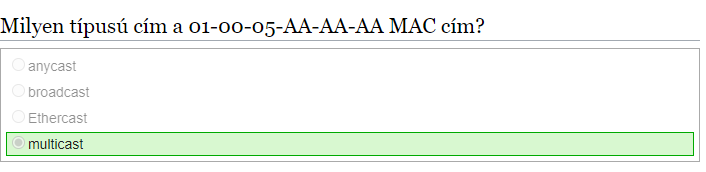 Milyen típusú cím a 01-00-05-AA-AA-AA MAC cím?
anycast
broadcast
Ethercast
multicast